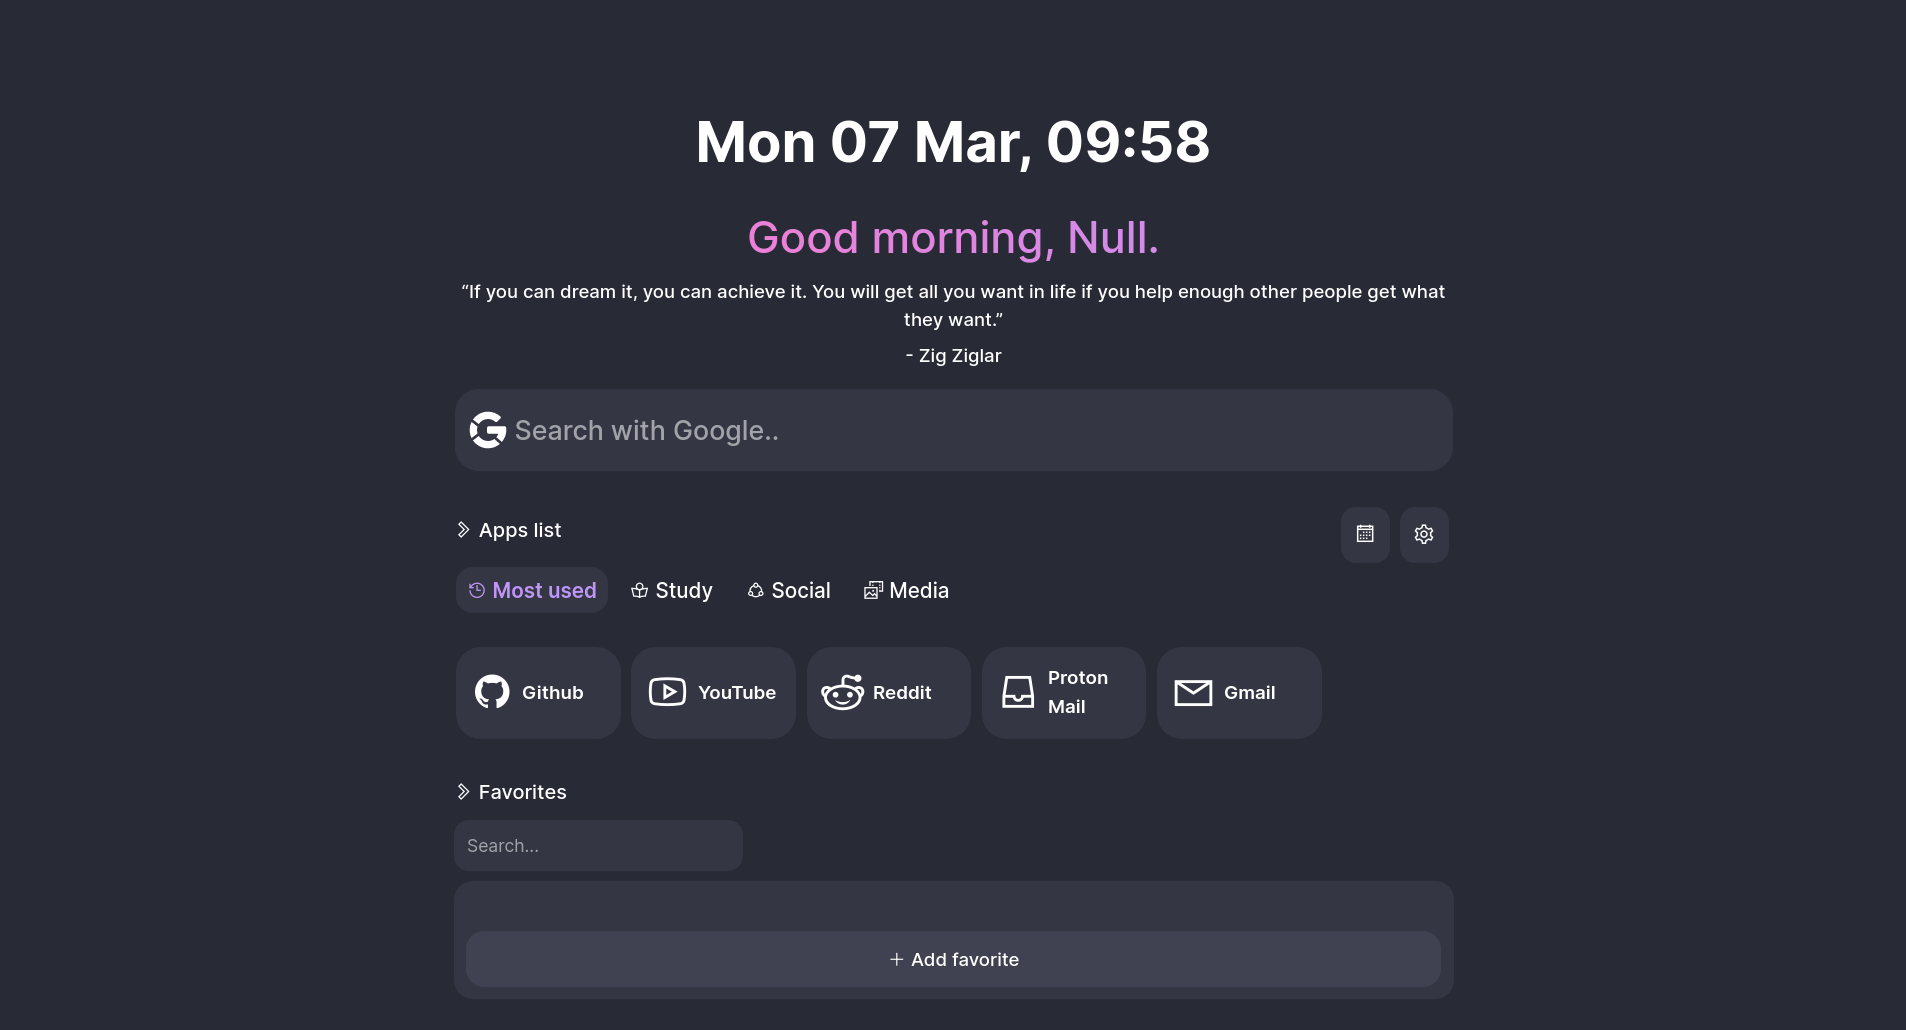 Mon 07 Mar, 09:58
Good morning, Null.
“If you can dream it, you can achieve it. You will get all you want in life if you help enough other people get what
they want.”
- Zig Ziglar
Search with Google..
Apps list
Most used
Study
Social
Media
Github
YouTube
Reddit
Proton
Mail
Gmail
Favorites
Search...
+ Add favorite